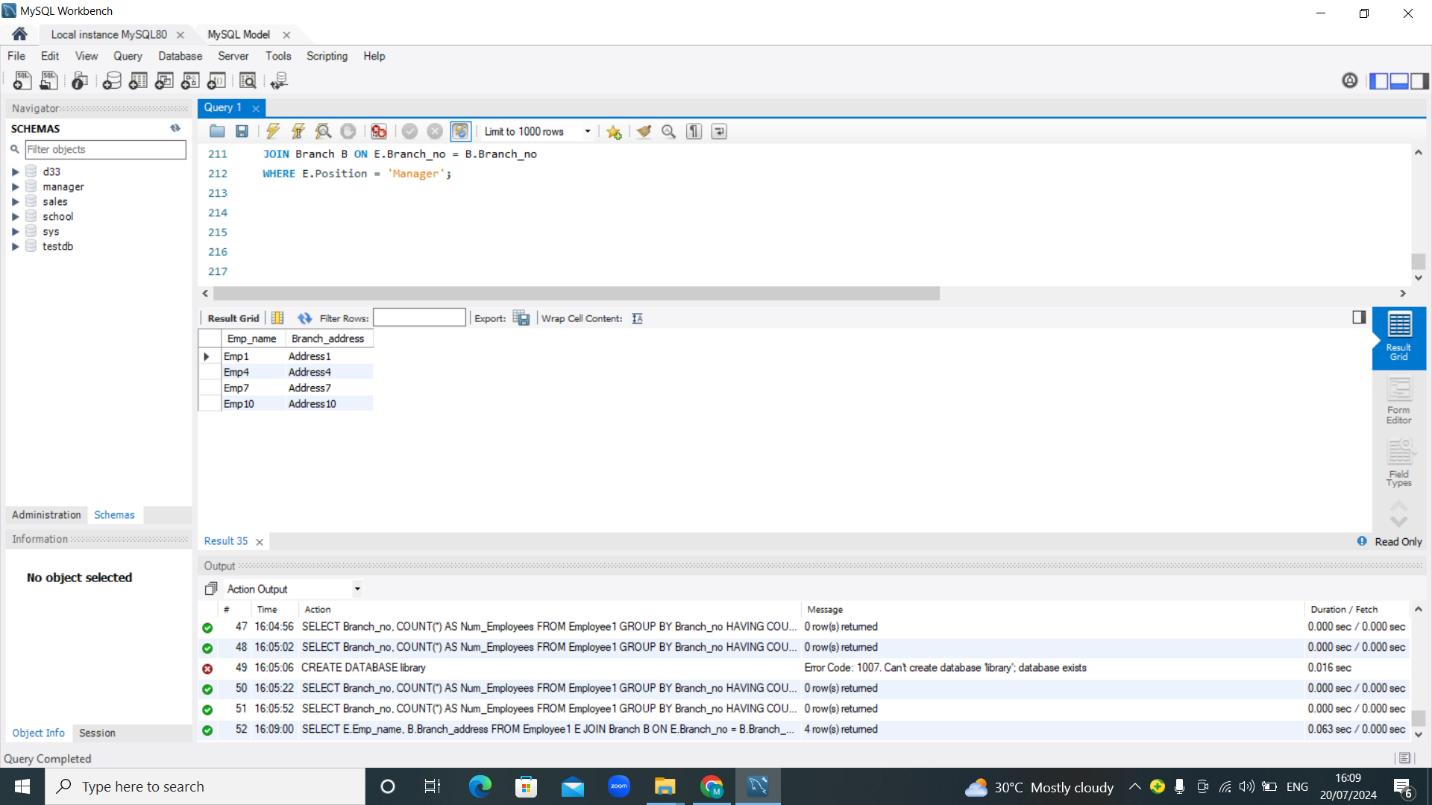 MySQL Workbench
Local instance MySQL80 MySQL Model
File Edit View Query Database Server Tools Scripting Help
Navigator
Query 1
SCHEMAS
Limit to 1000 rows
Filter objects
211 JOIN Branch B ON E.Branch_no = B.Branch_no
212 WHERE E.Position = 'Manager';
213
214
215
216
217
d33
manager
sales
school
sys
testdb
Result Grid Filter Rows: Export: Wrap Cell Content:
Emp_name Branch_address
Emp1 Address1
Emp4 Address4
Emp7 Address7
Emp10 Address10
Result
Grid
Form
Editor
Field
Types
Administration Schemas
Information
No object selected
Result 35
Read Only
Output
Action Output
# Time Action Message Duration / Fetch
47 16:04:56 SELECT Branch_no, COUNT(*) AS Num_Employees FROM Employee1 GROUP BY Branch_no HAVING COU... 0 row(s) returned 0.000 sec / 0.000 sec
48 16:05:02 SELECT Branch_no, COUNT(*) AS Num_Employees FROM Employee1 GROUP BY Branch_no HAVING COU... 0 row(s) returned 0.000 sec / 0.000 sec
49 16:05:06 CREATE DATABASE library Error Code: 1007. Can't create database 'library'; database exists 0.016 sec
50 16:05:22 SELECT Branch_no, COUNT(*) AS Num_Employees FROM Employee1 GROUP BY Branch_no HAVING COU... 0 row(s) returned 0.000 sec / 0.000 sec
51 16:05:52 SELECT Branch_no, COUNT(*) AS Num_Employees FROM Employee1 GROUP BY Branch_no HAVING COU... 0 row(s) returned 0.000 sec / 0.000 sec
52 16:09:00 SELECT E.Emp_name, B.Branch_address FROM Employee1 E JOIN Branch B ON E.Branch_no = B.Branch_... 4 row(s) returned 0.063 sec / 0.000 sec
Object Info Session
Query Completed
Type here to search
zoom
M
30°C Mostly cloudy
ENG
16:09
20/07/2024
6